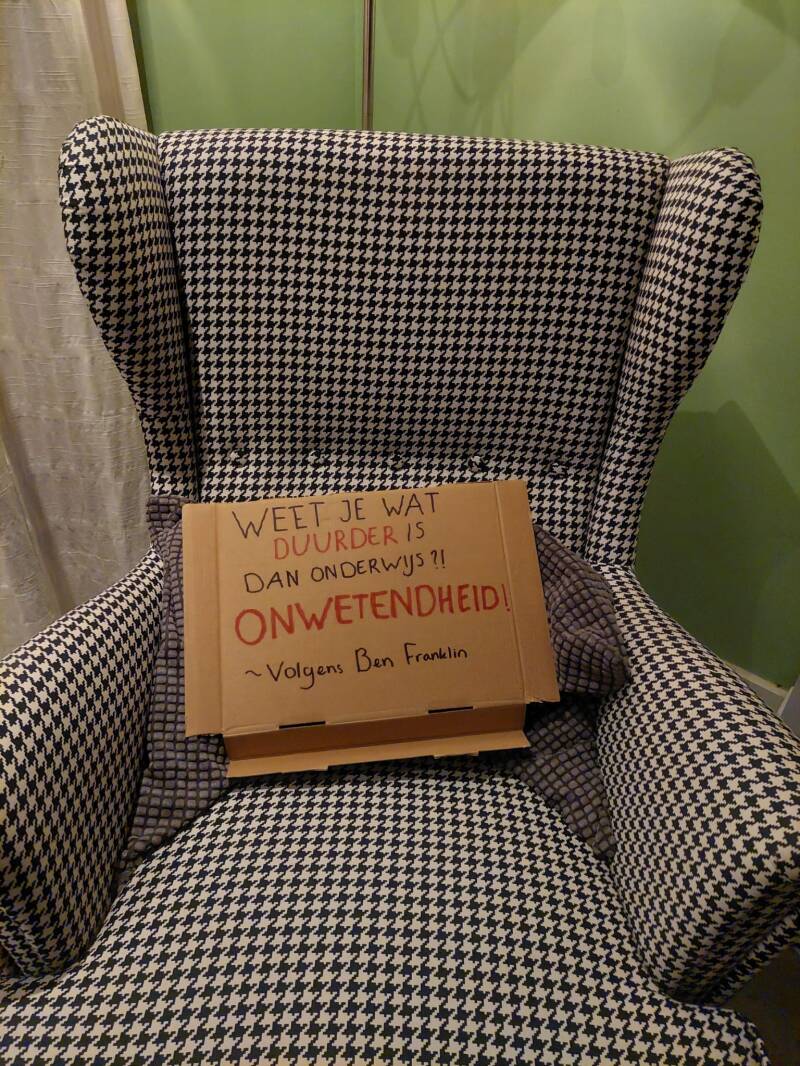 WEET JE WAT
DUURDER IS
DAN ONDERWIJS?!
ONWETENDHEID!
~ Volgens Ben Franklin